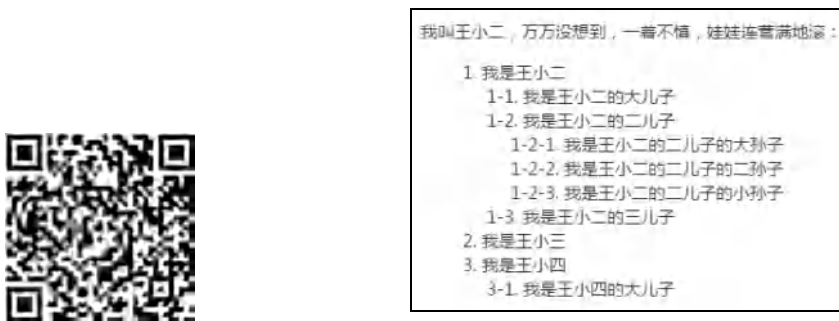 我叫王小二，万万没想到，一着不慎，娃娃连营满地滚：
1. 我是王小二
1-1. 我是王小二的大儿子
1-2. 我是王小二的二儿子
1-2-1. 我是王小二的二儿子的大孙子
1-2-2. 我是王小二的二儿子的二孙子
1-2-3. 我是王小二的二儿子的小孙子
1-3. 我是王小二的三儿子
2. 我是王小三
3. 我是王小四
3-1. 我是王小四的大儿子